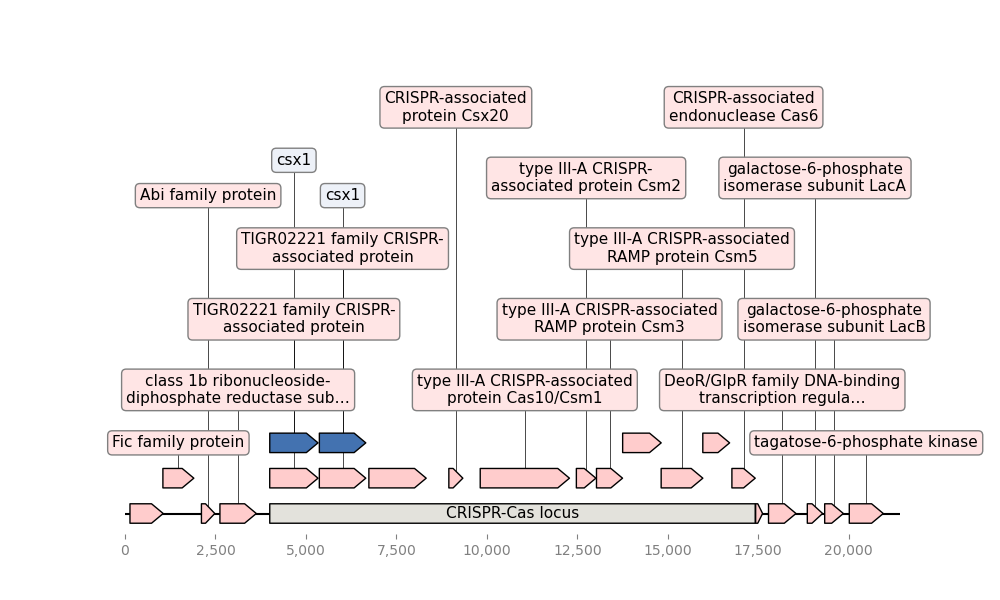 CRISPR-associated
protein Csx20
CRISPR-associated
endonuclease Cas6
csx1
type III-A CRISPR-
associated protein Csm2
galactose-6-phosphate
isomerase subunit LacA
Abi family protein
csx1
TIGR02221 family CRISPR-
associated protein
type III-A CRISPR-associated
RAMP protein Csm5
TIGR02221 family CRISPR-
associated protein
type III-A CRISPR-associated
RAMP protein Csm3
galactose-6-phosphate
isomerase subunit LacB
class 1b ribonucleoside-
diphosphate reductase sub…
type III-A CRISPR-associated
protein Cas10/Csm1
DeoR/GlpR family DNA-binding
transcription regula…
Fic family protein
tagatose-6-phosphate kinase
CRISPR-Cas locus
0
2,500
5,000
7,500
10,000
12,500
15,000
17,500
20,000